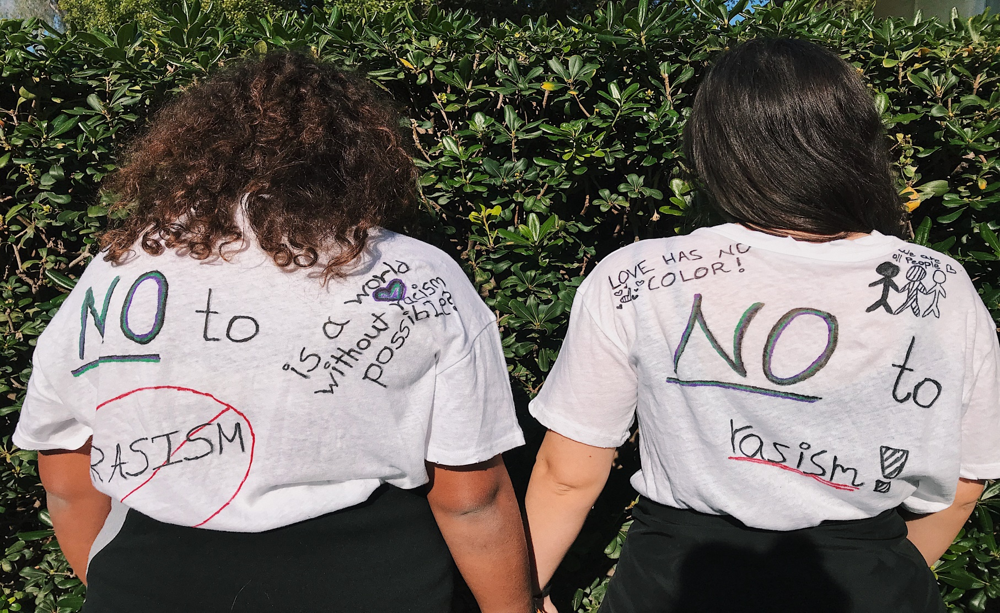 NO to
RASISM
is a world
without racism
possible?
LOVE HAS NO
COLOR!
We are
all People
NO to
rasism!